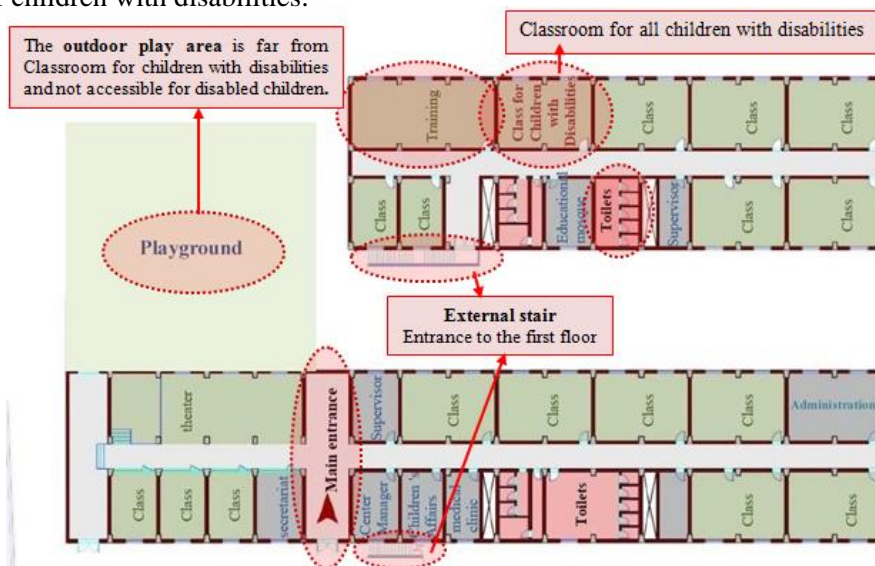 children with disabilities.
The outdoor play area is far from
Classroom for children with disabilities
and not accessible for disabled children.
Classroom for all children with disabilities
Training
Class for
Children
with
Disabilities
Class
Class
Class
Class
Class
Educational
mosque
Toilets
Supervisor
Class
Class
Playground
External stair
Entrance to the first floor
theater
Main entrance
Supervisor
Class
Class
Class
Class
Administration
Class
Class
Class
secretariat
Center
Manager
Children 's
Affairs
medical
clinic
Toilets
Class
Class